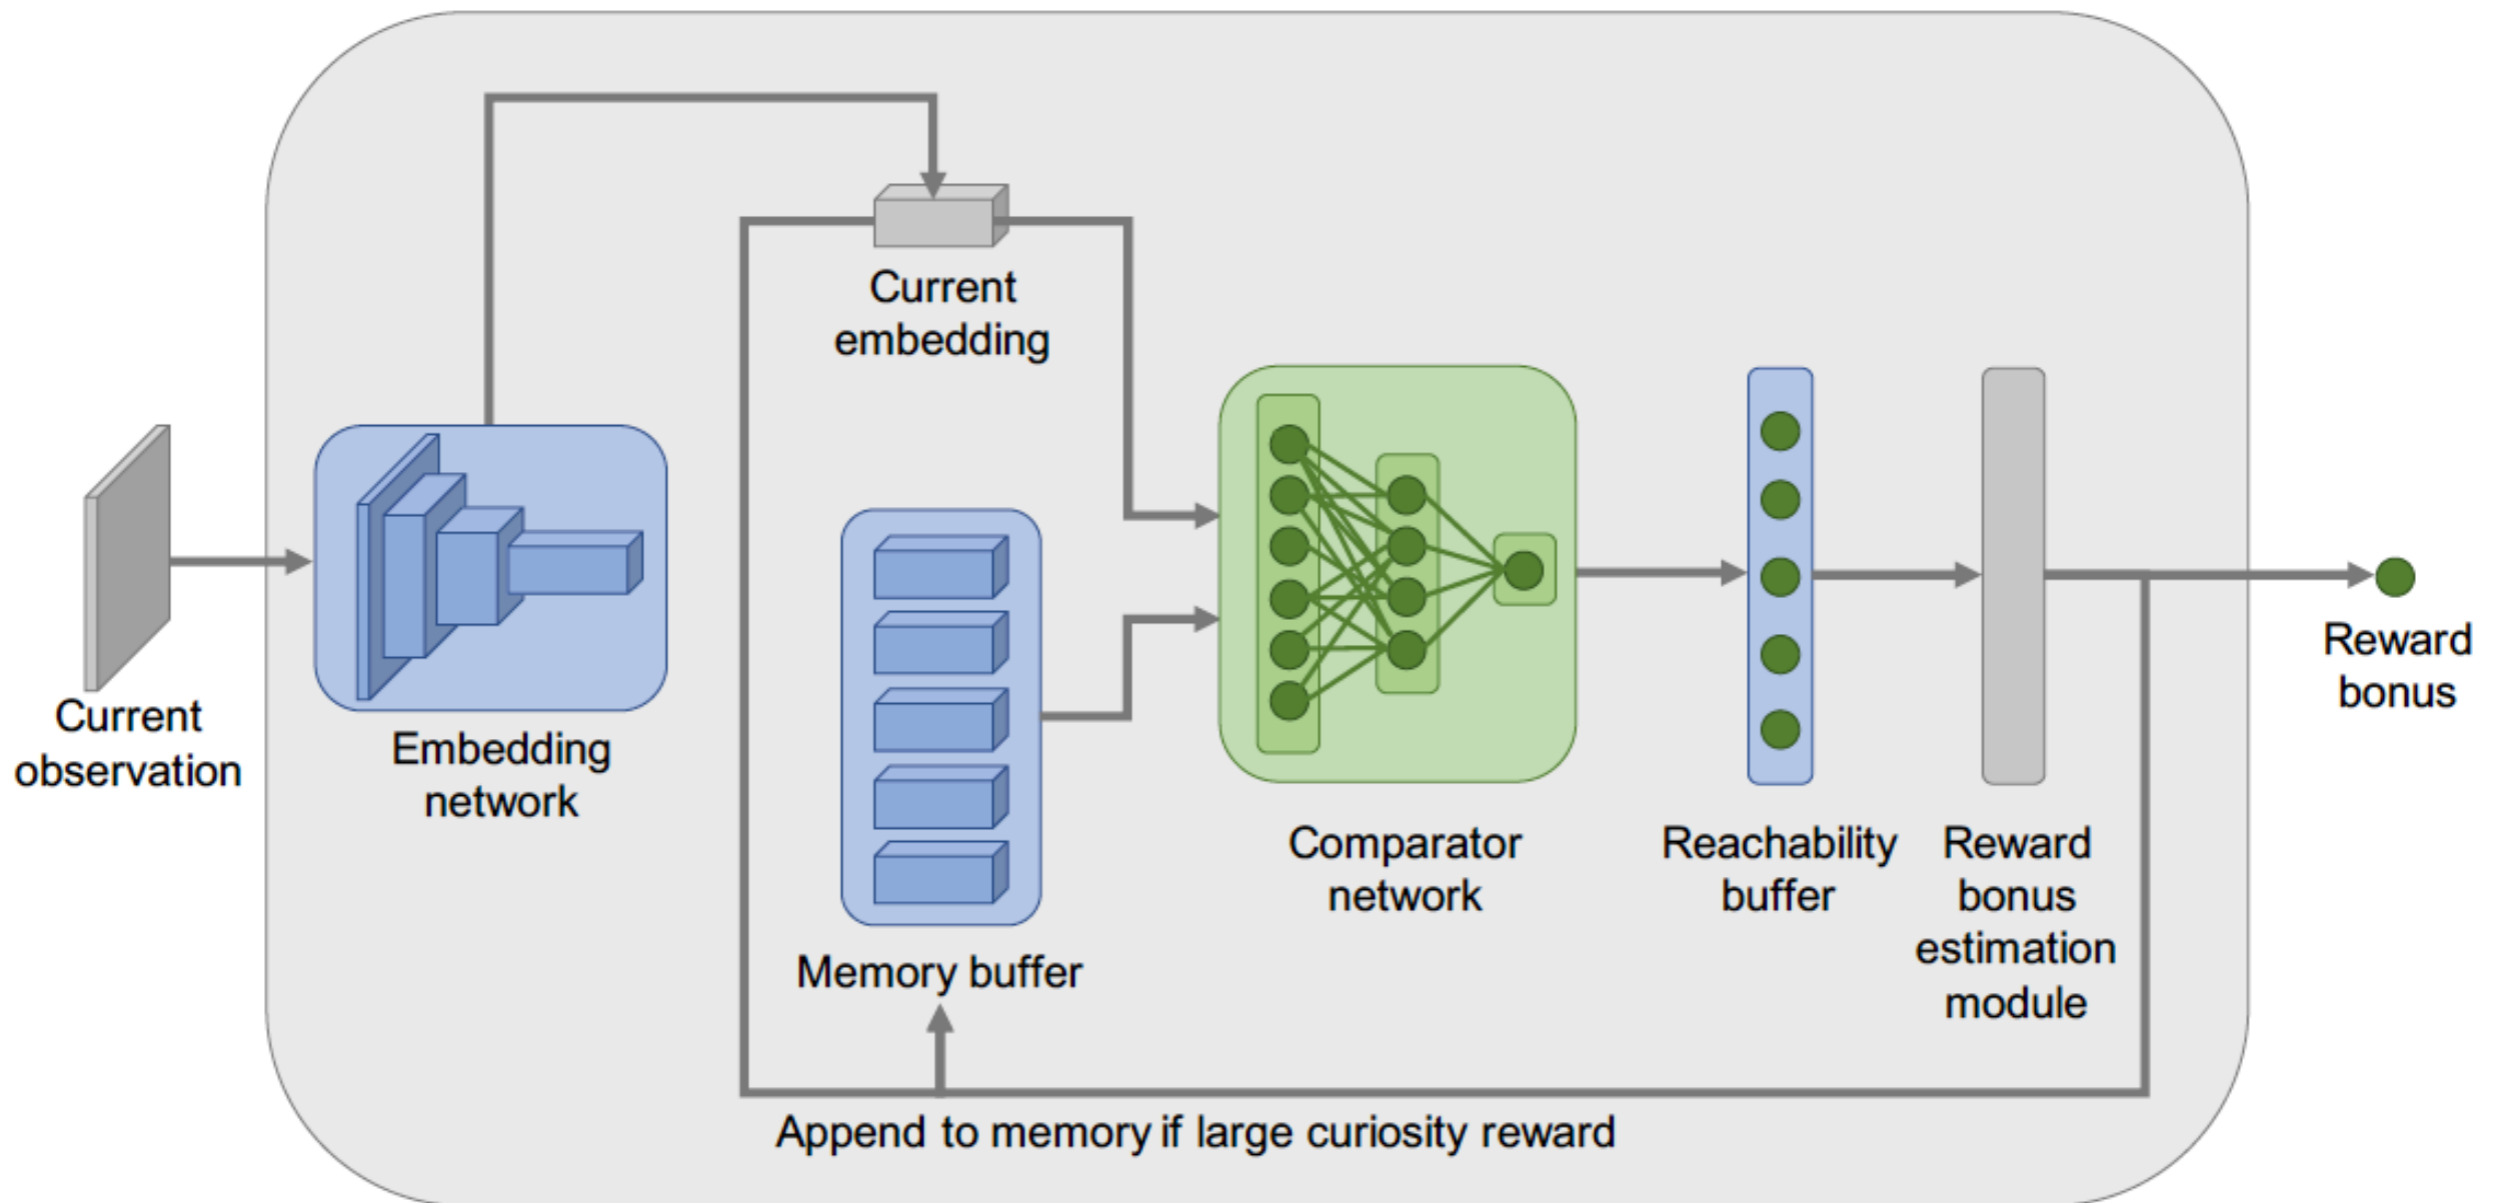 Current
embedding
Current
observation
Embedding
network
Memory buffer
Comparator
network
Reachability
buffer
Reward
bonus
estimation
module
Reward
bonus
Append to memory if large curiosity reward